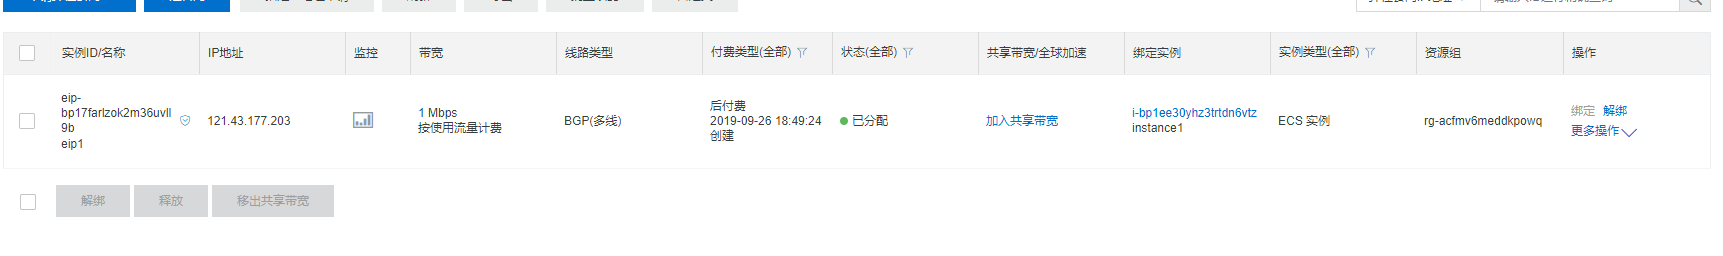 实例ID/名称 IP地址 监控 带宽 线路类型 付费类型(全部) 状态(全部) 共享带宽/全球加速 绑定实例 实例类型(全部) 资源组 操作
eip-
bp17farlzok2m36uvll
9b
eip1
121.43.177.203
1 Mbps
按使用流量计费
BGP(多线)
后付费
2019-09-26 18:49:24
创建
已分配
加入共享带宽
i-bp1ee30yhz3trtdn6vtz
instance1
ECS 实例
rg-acfmv6meddkpowq
绑定 解绑
更多操作
解绑 释放 移出共享带宽